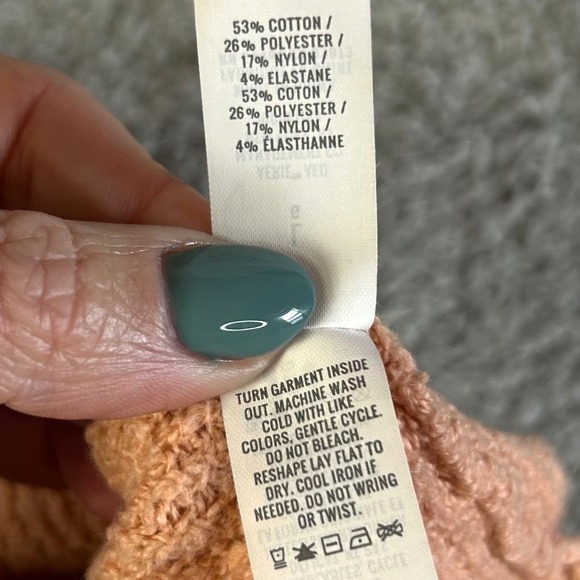 53% COTTON /
26% POLYESTER /
17% NYLON /
4% ELASTANE
53% COTON /
26% POLYESTER /
17% NYLON /
4% ÉLASTHANNE
TURN GARMENT INSIDE
OUT. MACHINE WASH
COLD WITH LIKE
COLORS. GENTLE CYCLE.
DO NOT BLEACH.
RESHAPE LAY FLAT TO
DRY. COOL IRON IF
NEEDED. DO NOT WRING
OR TWIST.